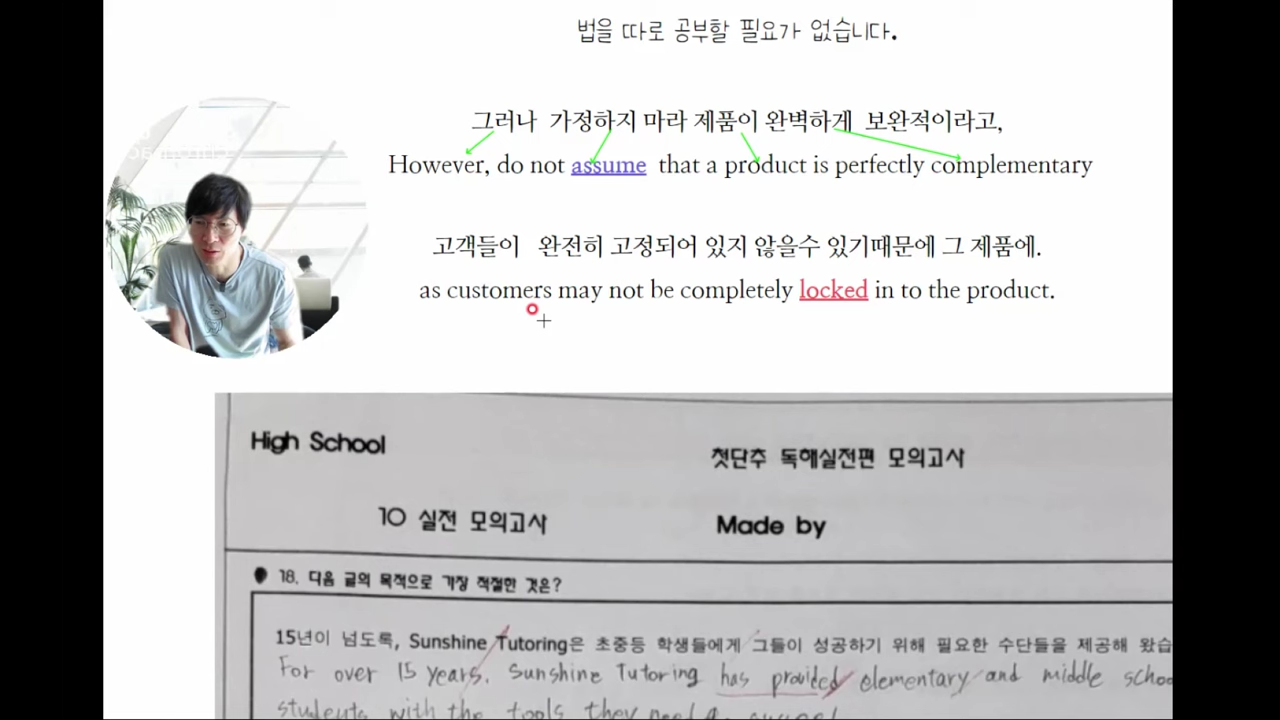 법을 따로 공부할 필요가 없습니다.
그러나 가정하지 마라 제품이 완벽하게 보완적이라고,
However, do not assume that a product is perfectly complementary
고객들이 완전히 고정되어 있지 않을수 있기때문에 그 제품에.
as customers may not be completely locked in to the product.
High School
첫단추 독해실전편 모의고사
10 실전 모의고사
Made by
18. 다음 글의 목적으로 가장 적절한 것은?
15년이 넘도록, Sunshine Tutoring은 초중등 학생들에게 그들이 성공하기 위해 필요한 수단들을 제공해 왔습
For over 15 years, Sunshine Tutoring has provided elementary and middle schoo
students with the tools they need